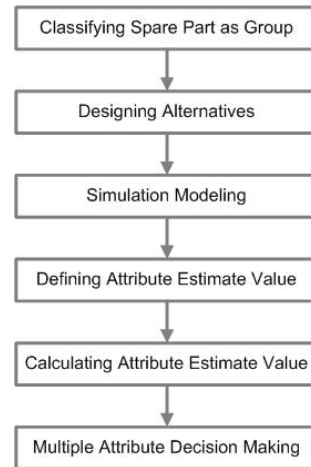 Classifying Spare Part as Group
Designing Alternatives
Simulation Modeling
Defining Attribute Estimate Value
Calculating Attribute Estimate Value
Multiple Attribute Decision Making